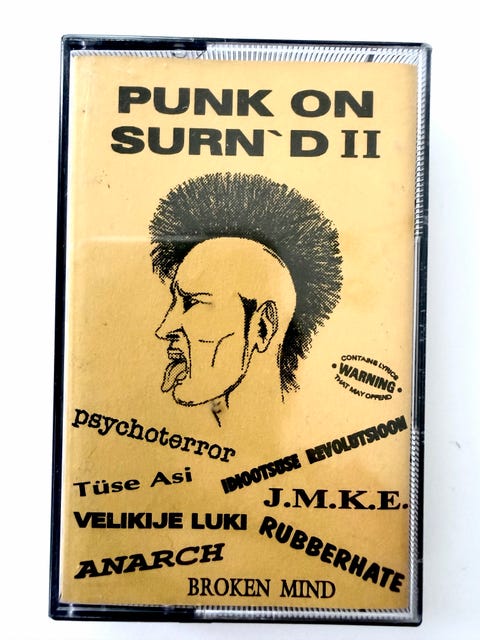 PUNK ON
SURN`D II
CONTAINS LYRICS
• WARNING •
THAT MAY OFFEND
psychoterror
IDIOOTSUSE REVOLUTSIOON
Tüse Asi
J.M.K.E.
VELIKIJE LUKI
RUBBERHATE
ANARCH
BROKEN MIND